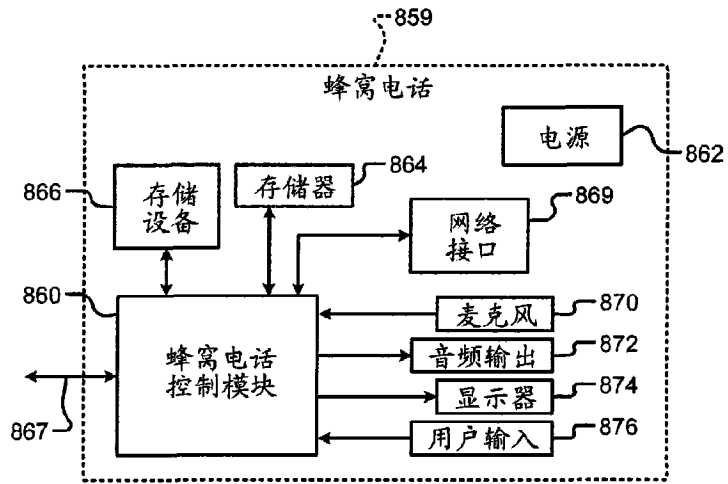 859
蜂窝电话
电源
862
866
存储
设备
存储器
864
网络
接口
869
860
蜂窝电话
控制模块
867
麦克风
870
音频输出
872
显示器
874
用户输入
876